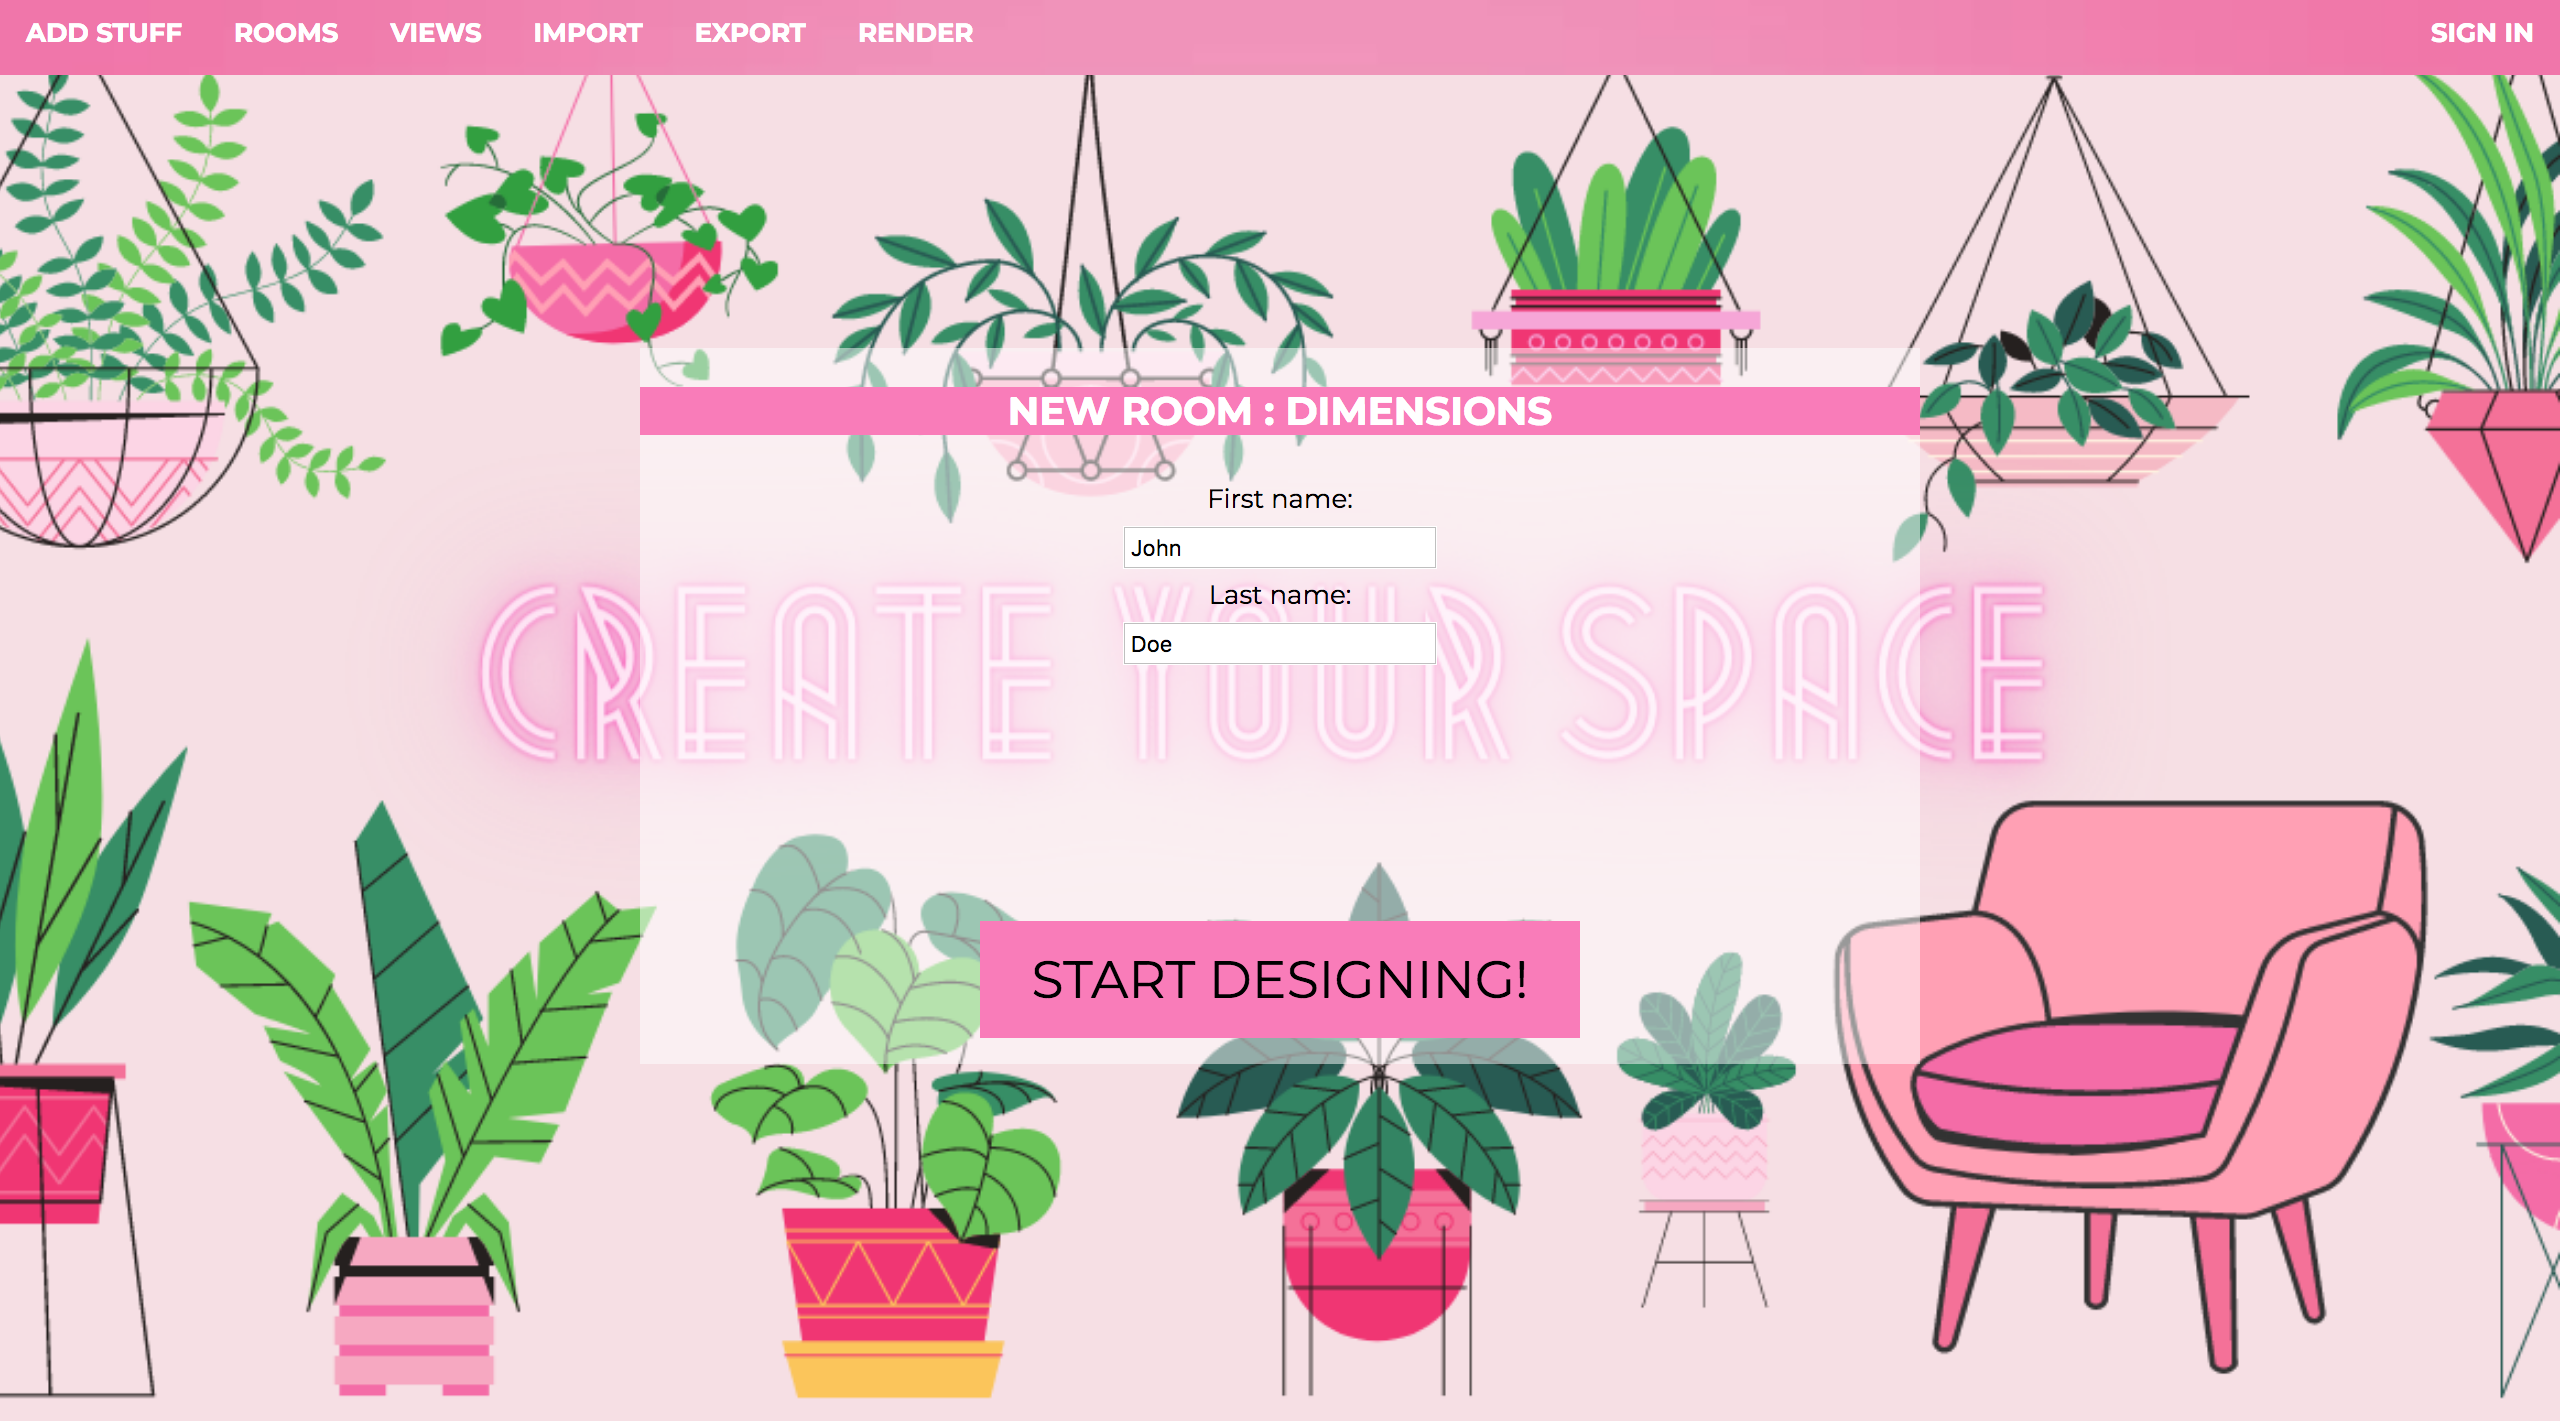 ADD STUFF ROOMS VIEWS IMPORT EXPORT RENDER SIGN IN
NEW ROOM : DIMENSIONS
First name:
John
Last name:
Doe
CREATE YOUR SPACE
START DESIGNING!